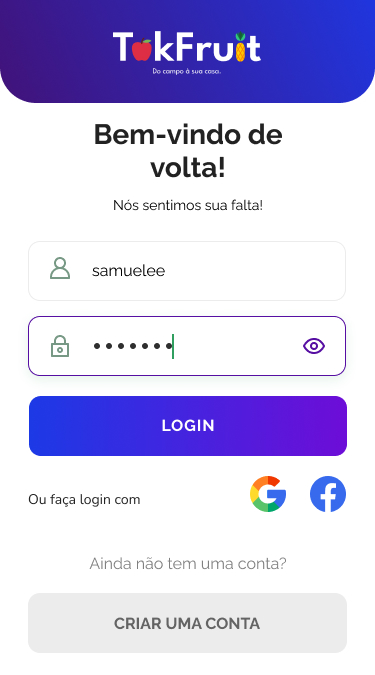 TokFruit
Do campo à sua casa.
Bem-vindo de
volta!
Nós sentimos sua falta!
samuelee
•••••••
LOGIN
Ou faça login com
Ainda não tem uma conta?
CRIAR UMA CONTA